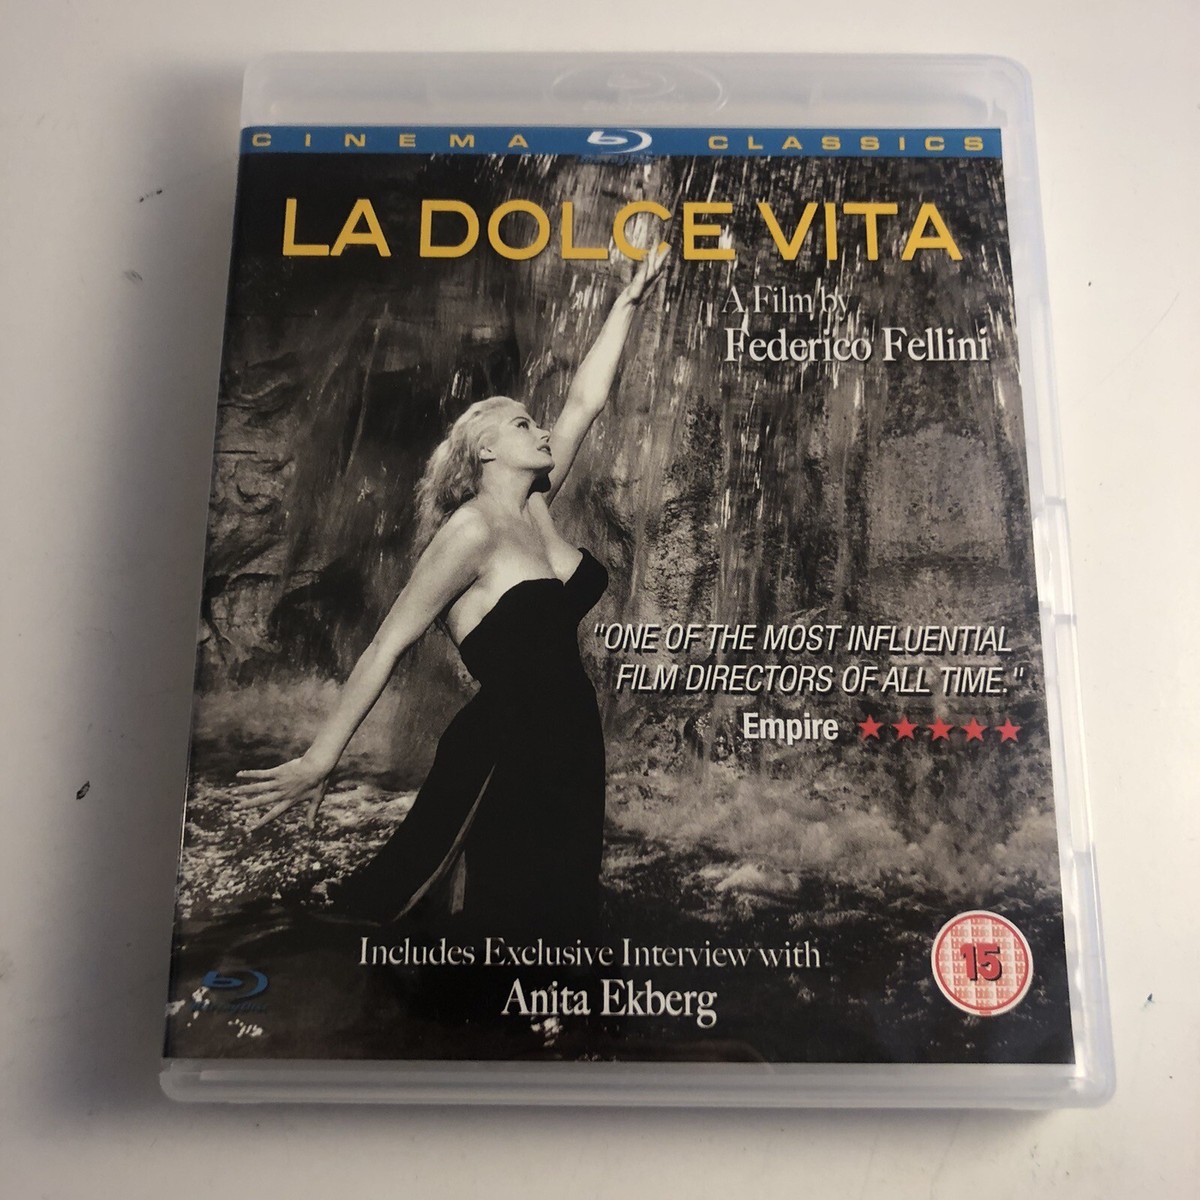 CINEMA CLASSICS
LA DOLCE VITA
A Film by
Federico Fellini
"ONE OF THE MOST INFLUENTIAL
FILM DIRECTORS OF ALL TIME."
Empire ★★★★★
Includes Exclusive Interview with
Anita Ekberg
15